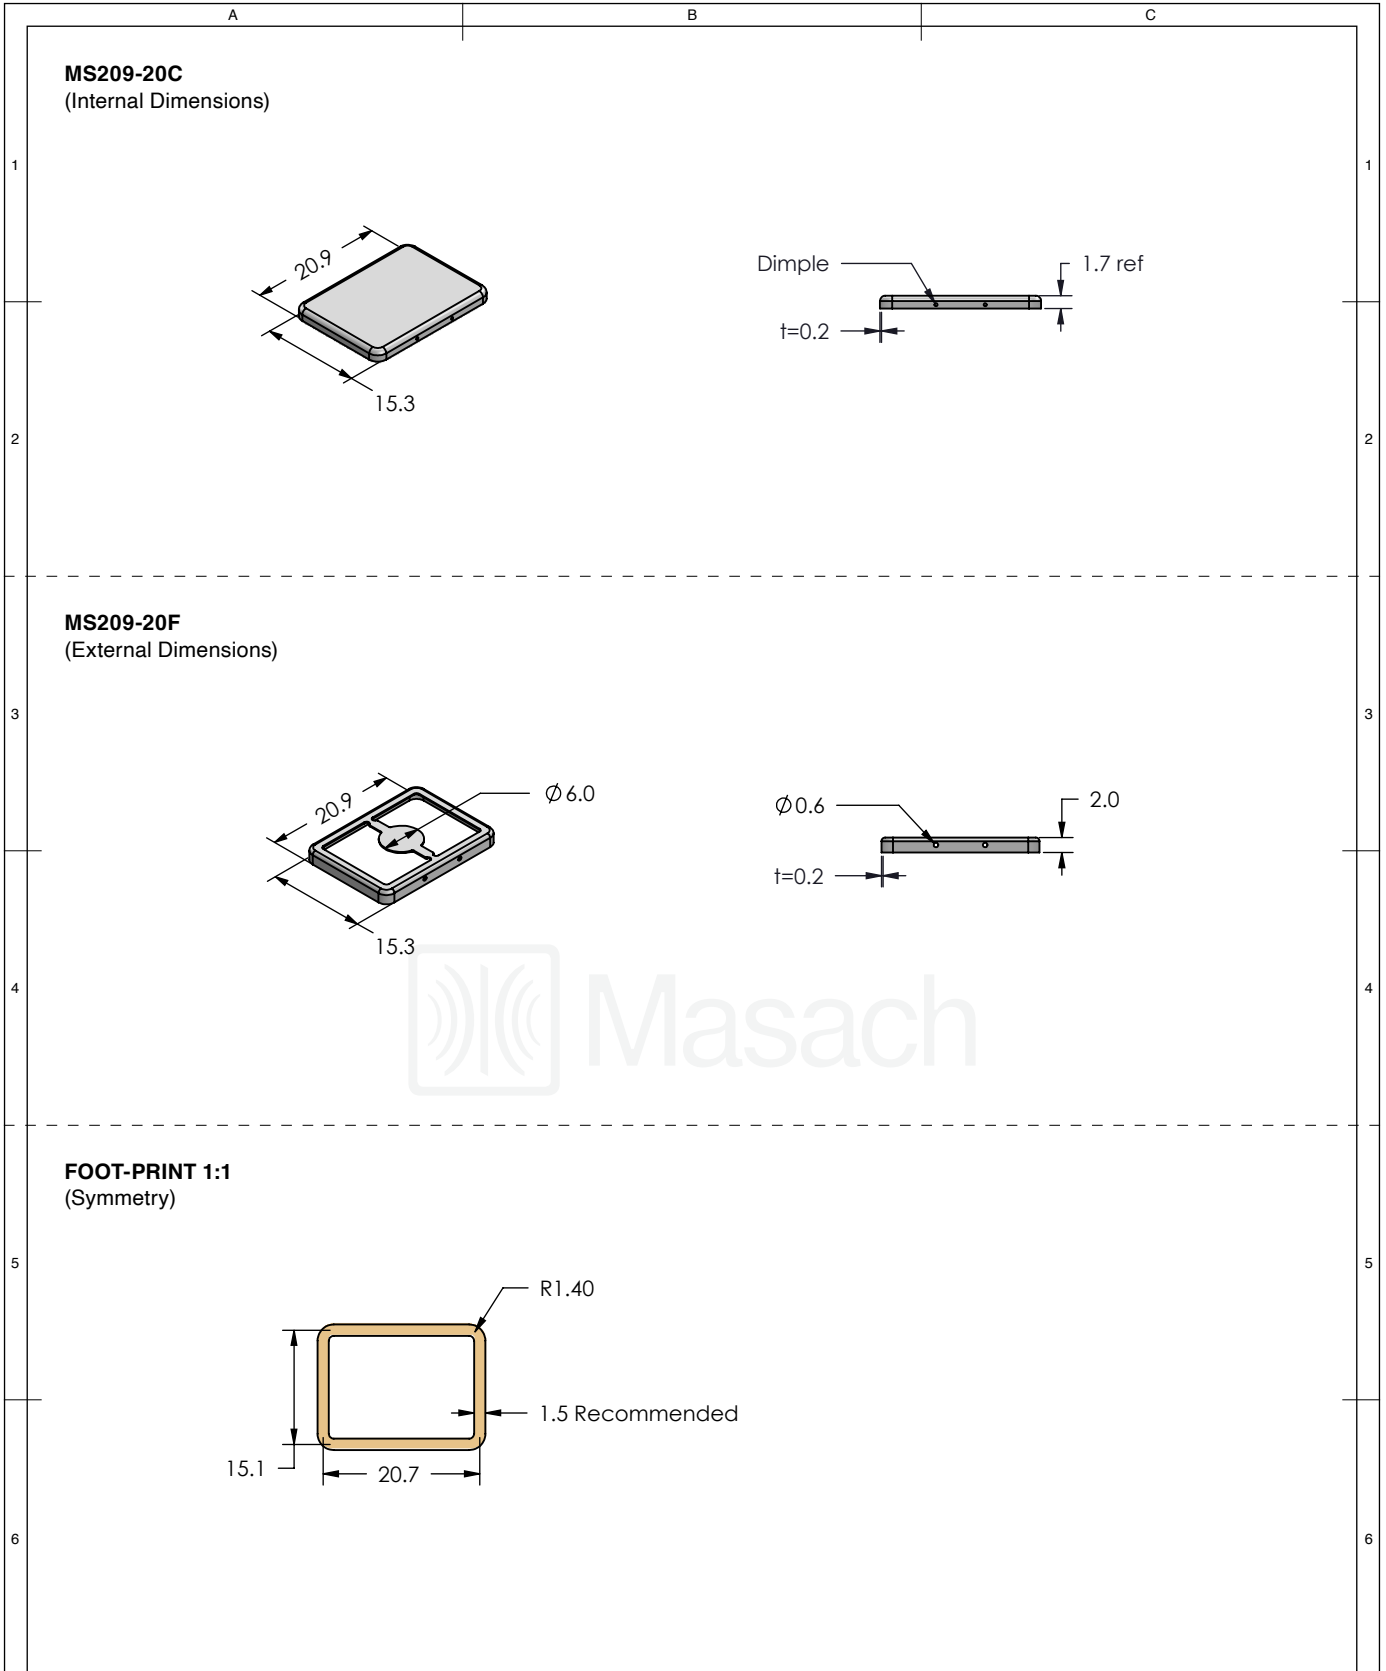 A B C
MS209-20C
(Internal Dimensions)
1 1
20.9
Dimple
1.7 ref
t=0.2
15.3
2 2
MS209-20F
(External Dimensions)
3 3
20.9
Ø6.0
Ø0.6
2.0
t=0.2
15.3
Masach
4 4
FOOT-PRINT 1:1
(Symmetry)
5 5
R1.40
1.5 Recommended
15.1
20.7
6 6